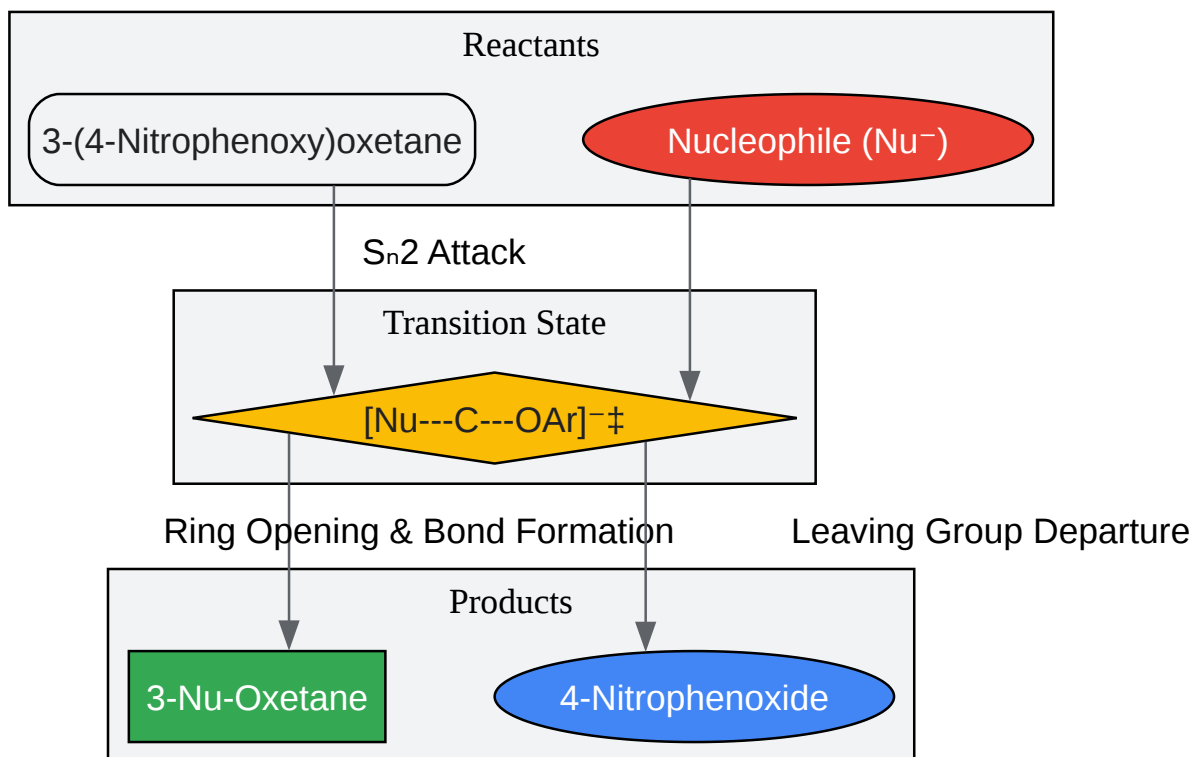 Reactants
3-(4-Nitrophenoxy)oxetane
Nucleophile (Nu⁻)
Sₙ2 Attack
Transition State
[Nu---C---OAr]⁻‡
Ring Opening & Bond Formation
Leaving Group Departure
Products
3-Nu-Oxetane
4-Nitrophenoxide